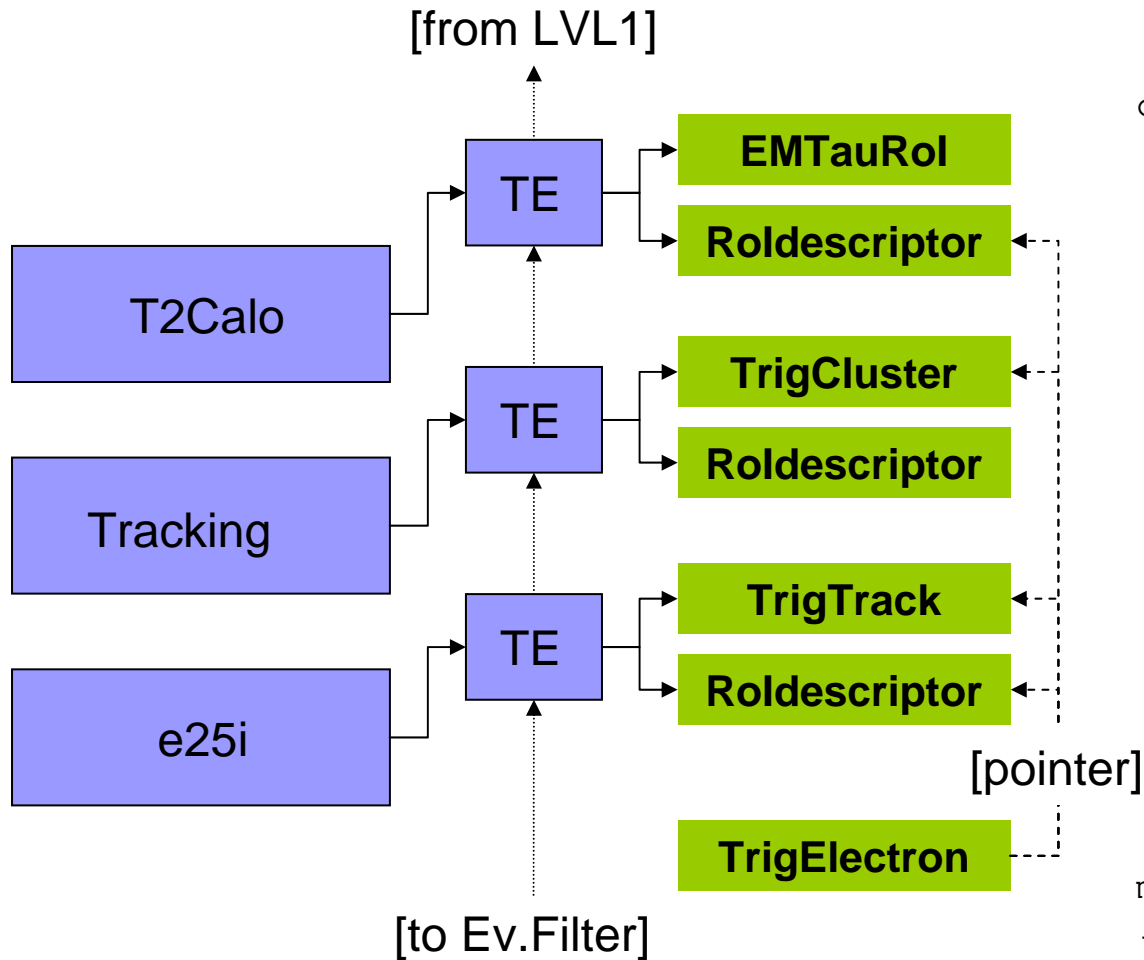 [from LVL1]
TE
EMTauRoI
RoIdescriptor
T2Calo
TE
TrigCluster
RoIdescriptor
Tracking
TE
TrigTrack
RoIdescriptor
e25i
[pointer]
TrigElectron
[to Ev.Filter]